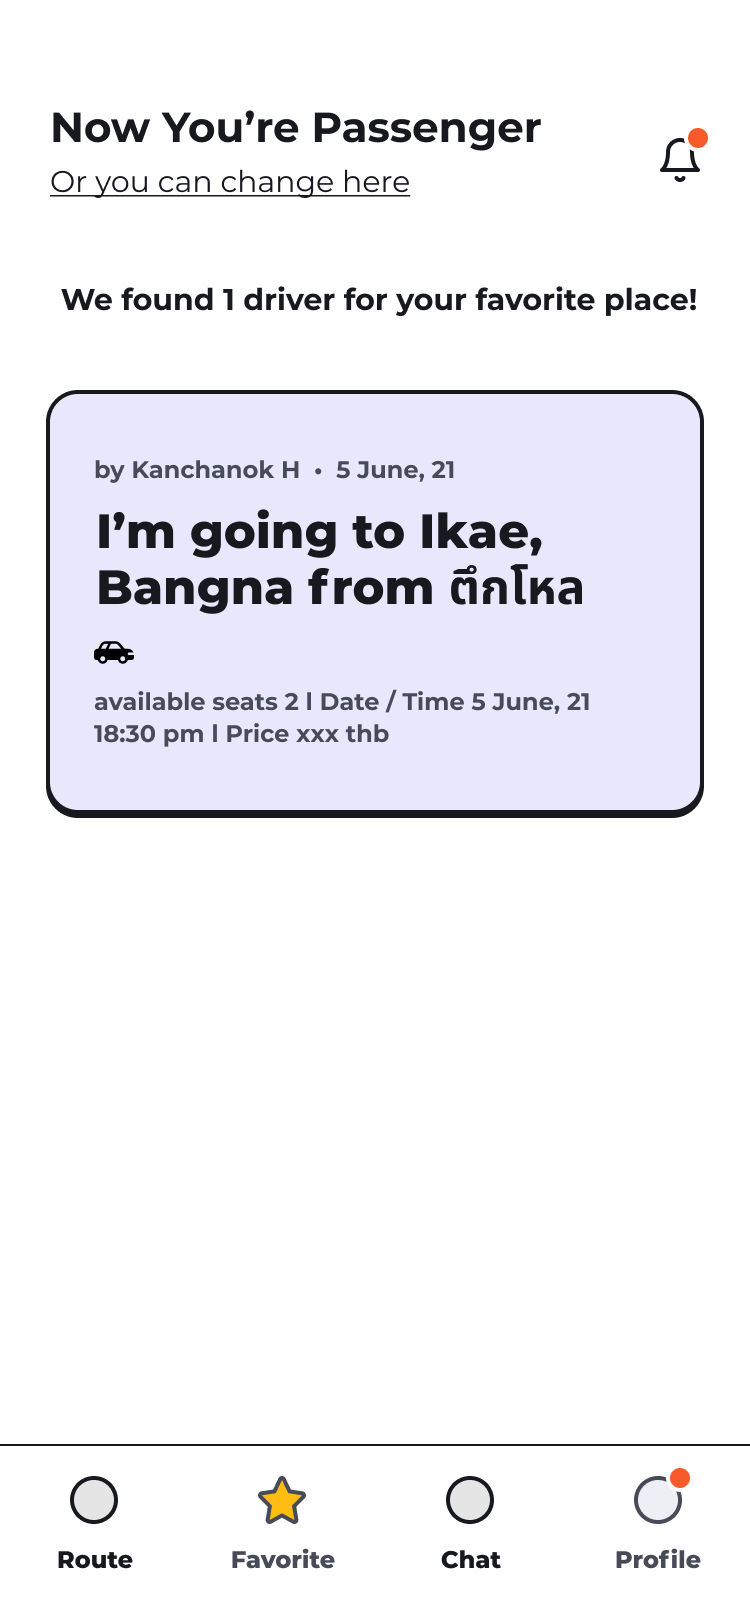 Now You’re Passenger
Or you can change here
We found 1 driver for your favorite place!
by Kanchanok H • 5 June, 21
I’m going to Ikae,
Bangna from ตึกโหล
available seats 2 l Date / Time 5 June, 21
18:30 pm l Price xxx thb
Route
Favorite
Chat
Profile